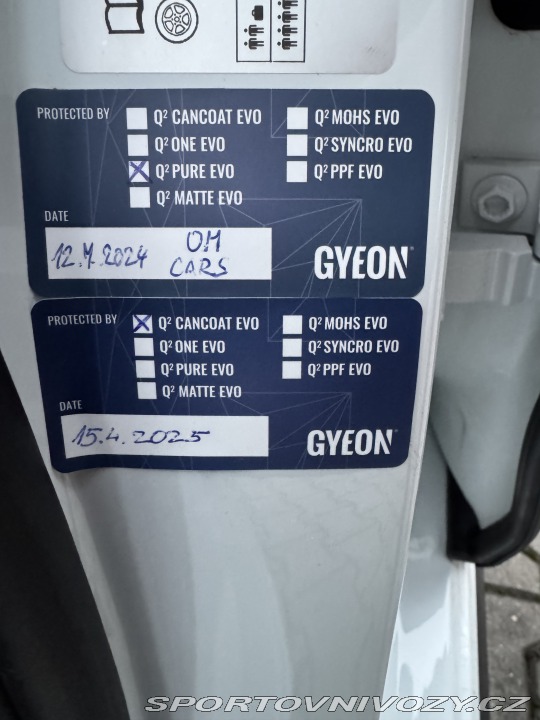 PROTECTED BY
Q² CANCOAT EVO
Q² ONE EVO
Q² PURE EVO
Q² MATTE EVO
Q² MOHS EVO
Q² SYNCRO EVO
Q² PPF EVO
DATE
12.4.2024 OM
CARS
GYEON
PROTECTED BY
Q² CANCOAT EVO
Q² ONE EVO
Q² PURE EVO
Q² MATTE EVO
Q² MOHS EVO
Q² SYNCRO EVO
Q² PPF EVO
DATE
15.4.2025
GYEON
SPORTOVNIVOZY.CZ